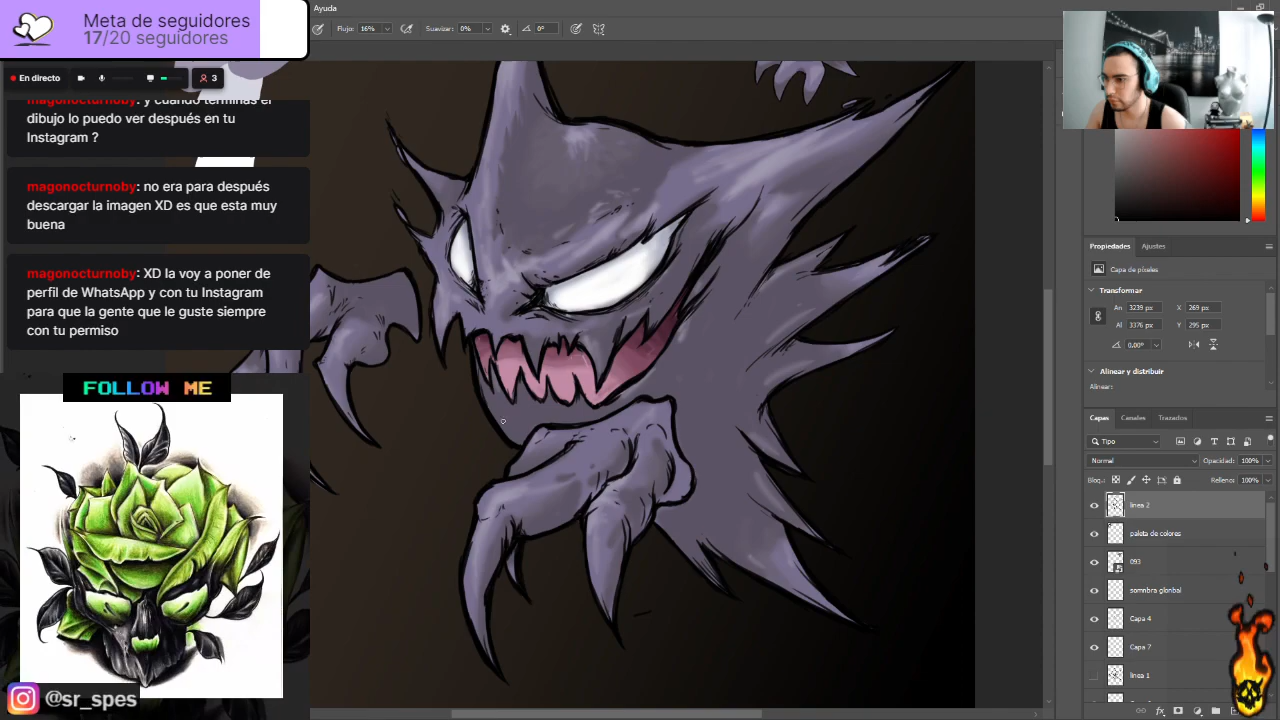 Meta de seguidores
17/20 seguidores
Ayuda
Flujo: 16%
Suavizar: 0%
0º
En directo
3
magonocturnoby: y cuando terminas el
dibujo lo puedo ver después en tu
Instagram ?
magonocturnoby: no era para después
descargar la imagen XD es que esta muy
buena
magonocturnoby: XD la voy a poner de
perfil de WhatsApp y con tu Instagram
para que la gente que le guste siempre
con tu permiso
FOLLOW ME
@sr_spes
Propiedades
Ajustes
Capa de píxeles
Transformar
An 3239 px
X 269 px
Al 3376 px
Y 295 px
0,00º
Alinear y distribuir
Alinear:
Capas
Canales
Trazados
Tipo
Normal
Opacidad: 100%
Bloq.:
Relleno: 100%
linea 2
paleta de colores
093
somnbra glonbal
Capa 4
Capa 7
linea 1